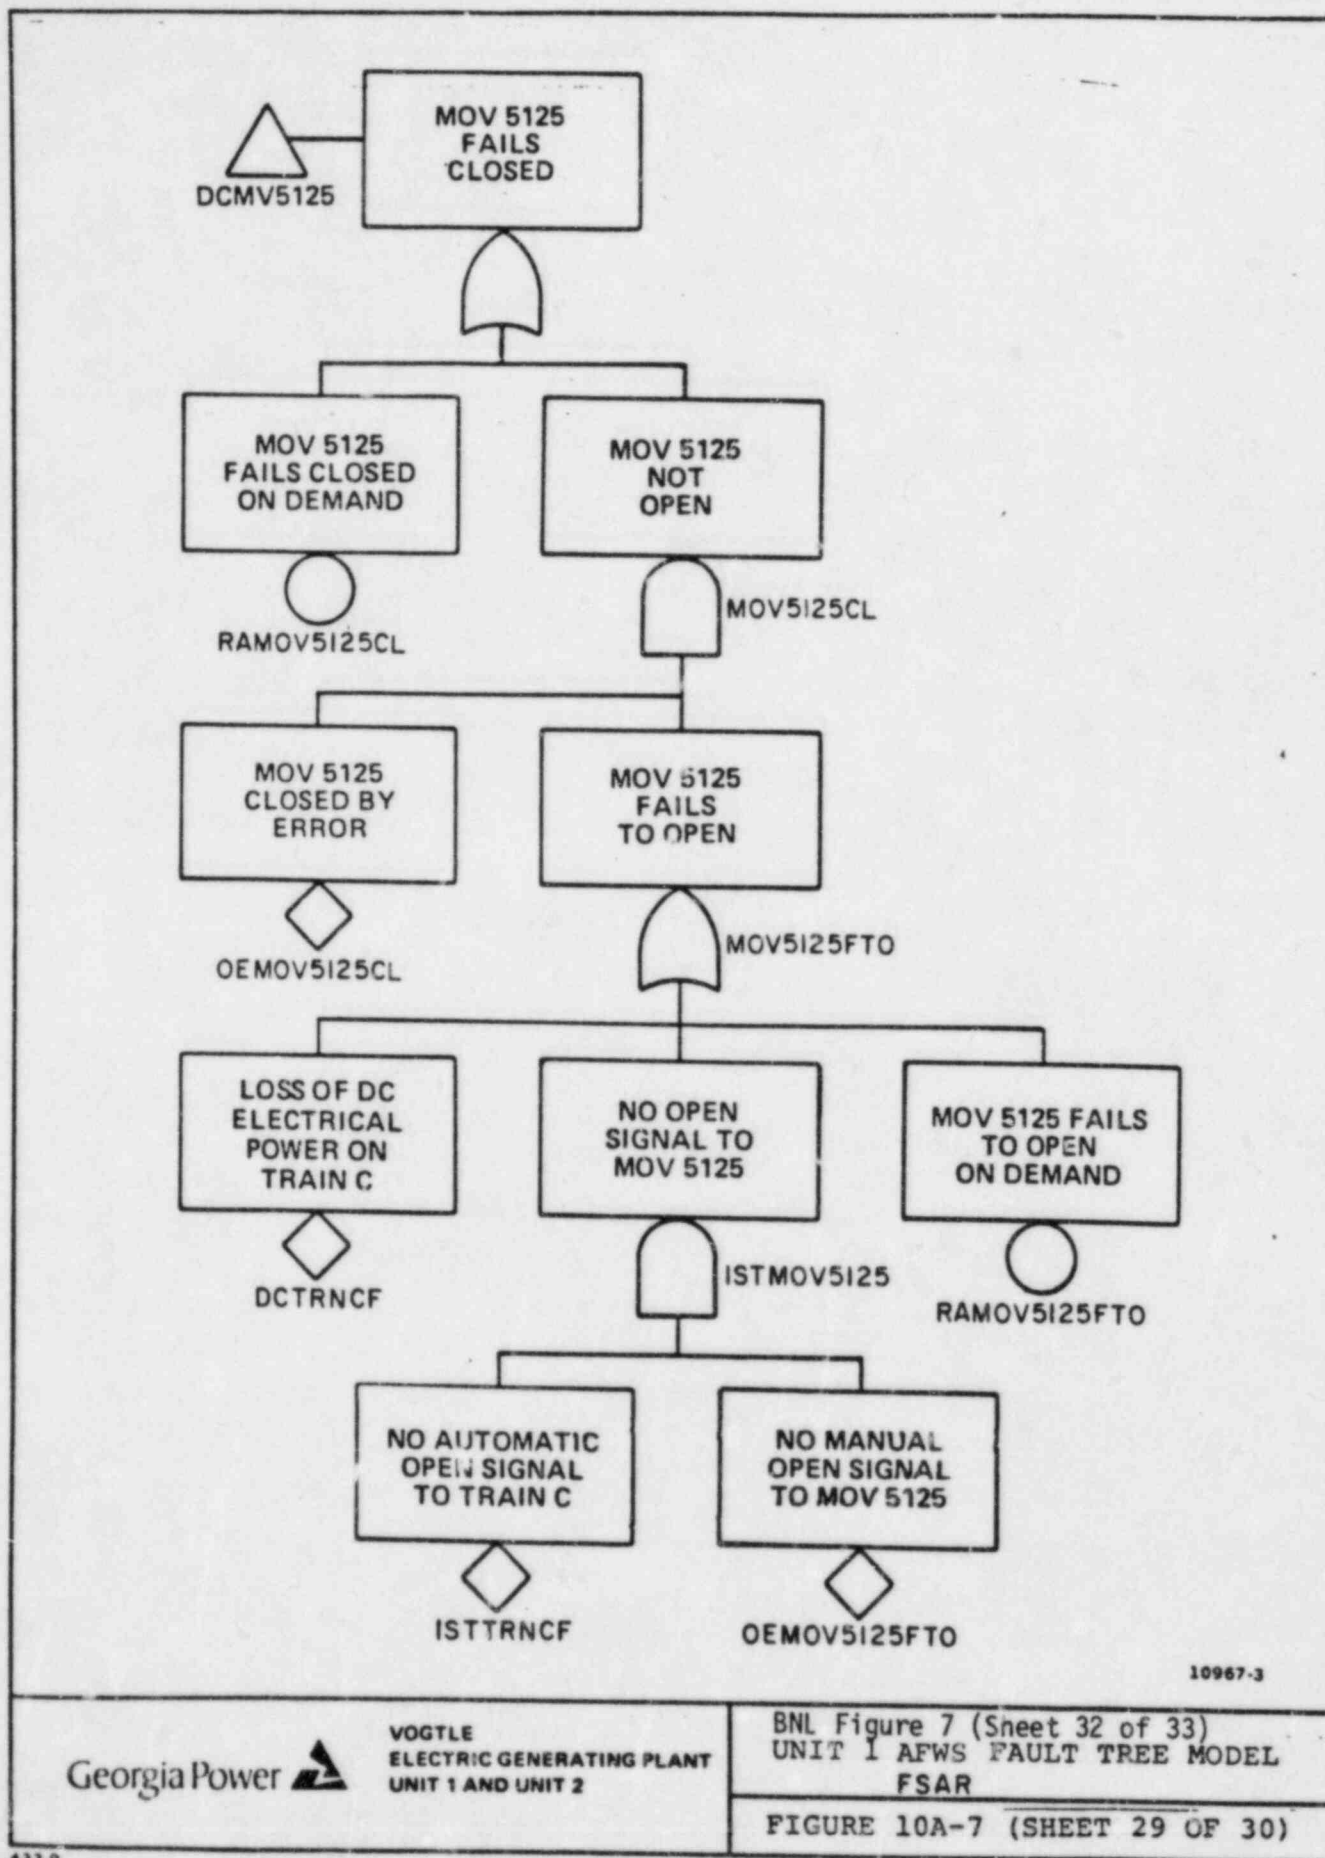 MOV 5125
FAILS
CLOSED
DCMV5125
MOV 5125
FAILS CLOSED
ON DEMAND
MOV 5125
NOT
OPEN
RAMOV5125CL
MOV5125CL
MOV 5125
CLOSED BY
ERROR
MOV 5125
FAILS
TO OPEN
OEMOV5125CL
MOV5125FTO
LOSS OF DC
ELECTRICAL
POWER ON
TRAIN C
NO OPEN
SIGNAL TO
MOV 5125
MOV 5125 FAILS
TO OPEN
ON DEMAND
DCTRNCF
ISTMOV5125
RAMOV5125FTO
NO AUTOMATIC
OPEN SIGNAL
TO TRAIN C
NO MANUAL
OPEN SIGNAL
TO MOV 5125
ISTTRNCF
OEMOV5125FTO
10967-3
Georgia Power
VOGTLE
ELECTRIC GENERATING PLANT
UNIT 1 AND UNIT 2
BNL Figure 7 (Sheet 32 of 33)
UNIT 1 AFWS FAULT TREE MODEL
FSAR
FIGURE 10A-7 (SHEET 29 OF 30)